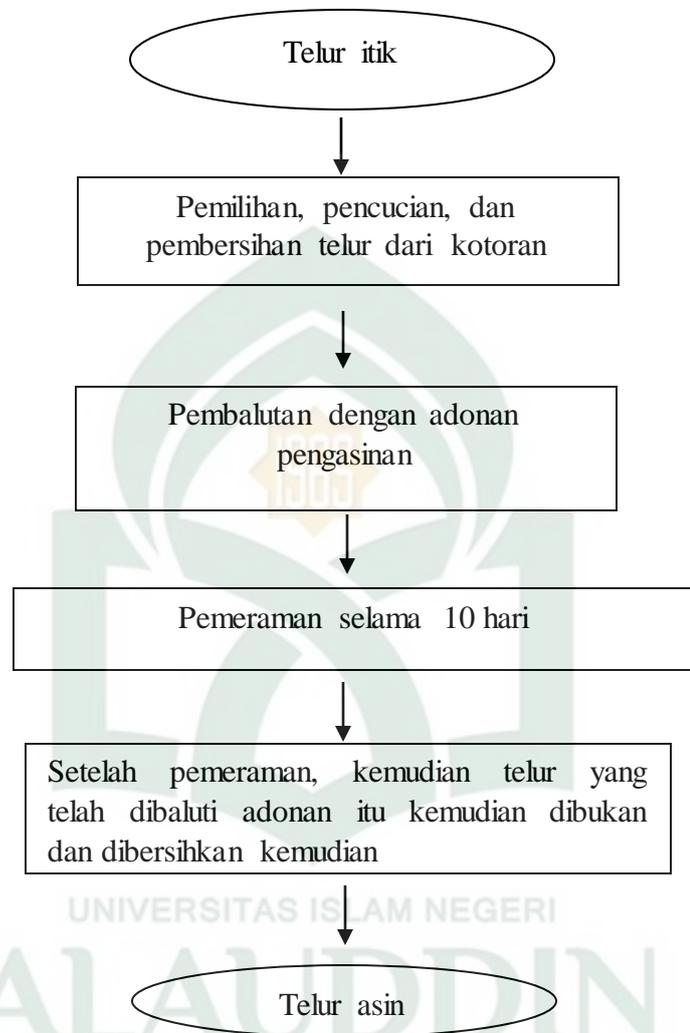 Telur itik
Pemilihan, pencucian, dan
pembersihan telur dari kotoran
Pembalutan dengan adonan
pengasinan
1965
Pemeraman selama 10 hari
Setelah pemeraman, kemudian telur yang
telah dibaluti adonan itu kemudian dibukan
dan dibersihkan kemudian
UNIVERSITAS ISLAM NEGERI
ALAUDDIN
Telur asin